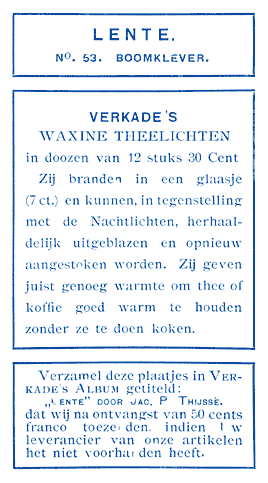 LENTE.
Nº. 53. BOOMKLEVER.
VERKADE'S
WAXINE THEELICHTEN
in doozen van 12 stuks 30 Cent
Zij branden in een glaasje
(7 ct.) en kunnen, in tegenstelling
met de Nachtlichten, herhaal-
delijk uitgeblazen en opnieuw
aangestoken worden. Zij geven
juist genoeg warmte om thee of
koffie goed warm te houden
zonder ze te doen koken.
Verzamel deze plaatjes in VER-
KADE'S ALBUM getiteld:
„LENTE" DOOR JAC. P THIJSSE.
dat wij na ontvangst van 50 cents
franco toeze den. indien U w
leverancier van onze artikelen
het niet voorha den heeft.